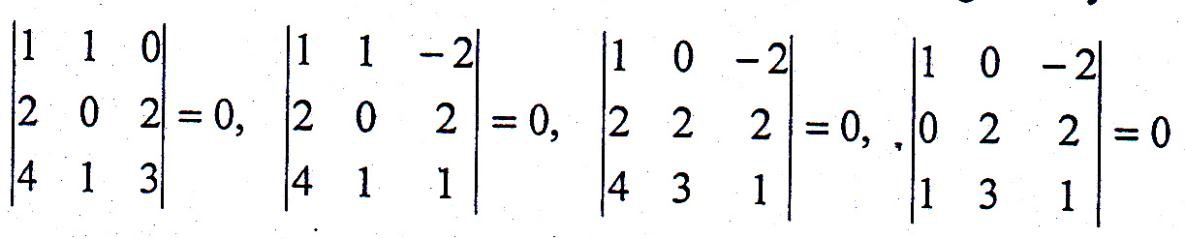 |1 1 0| |1 1 −2| |1 0 −2| |1 0 −2|
|2 0 2| = 0, |2 0 2| = 0, |2 2 2| = 0, .|0 2 2| = 0
|4 1 3| |4 1 1| |4 3 1| |1 3 1|